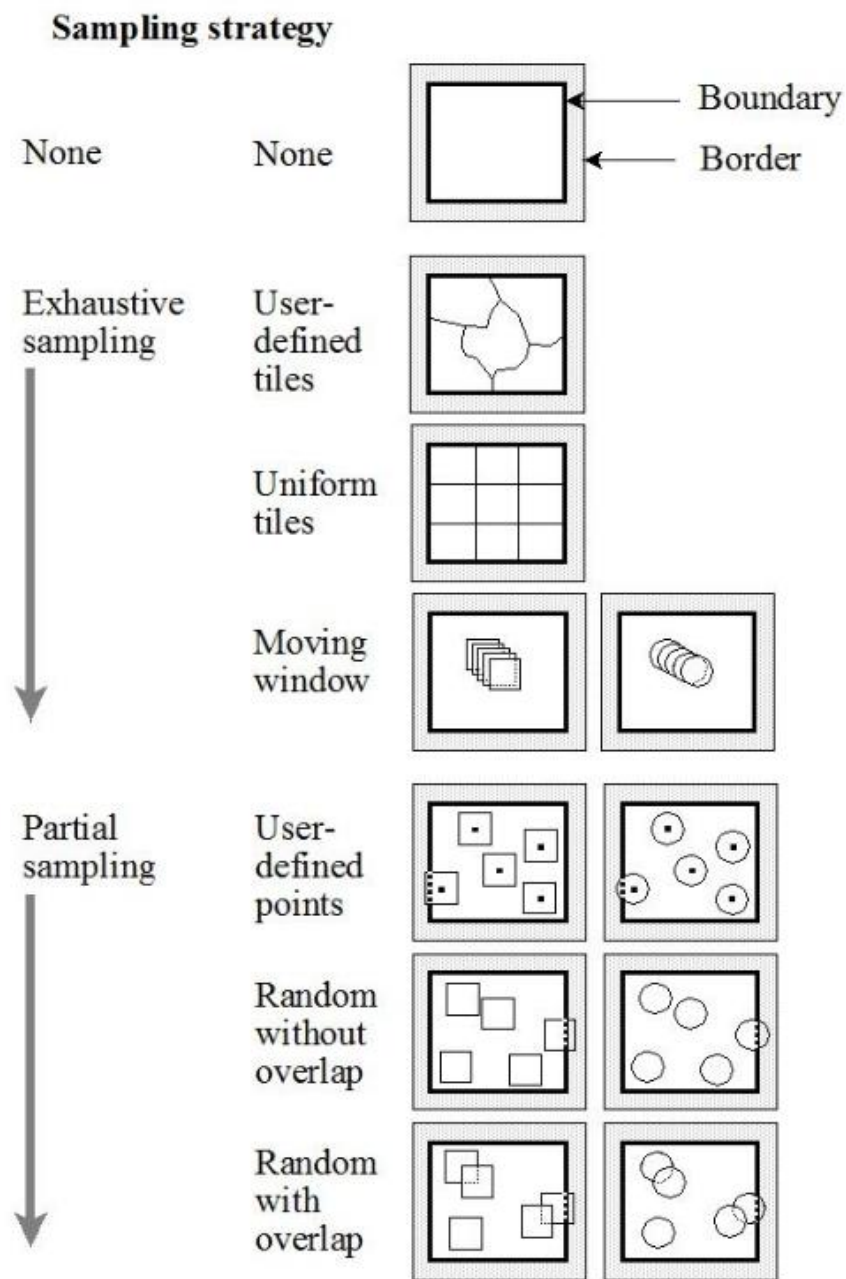 Sampling strategy
None
None
Boundary
Border
Exhaustive
sampling
User-
defined
tiles
Uniform
tiles
Moving
window
Partial
sampling
User-
defined
points
Random
without
overlap
Random
with
overlap